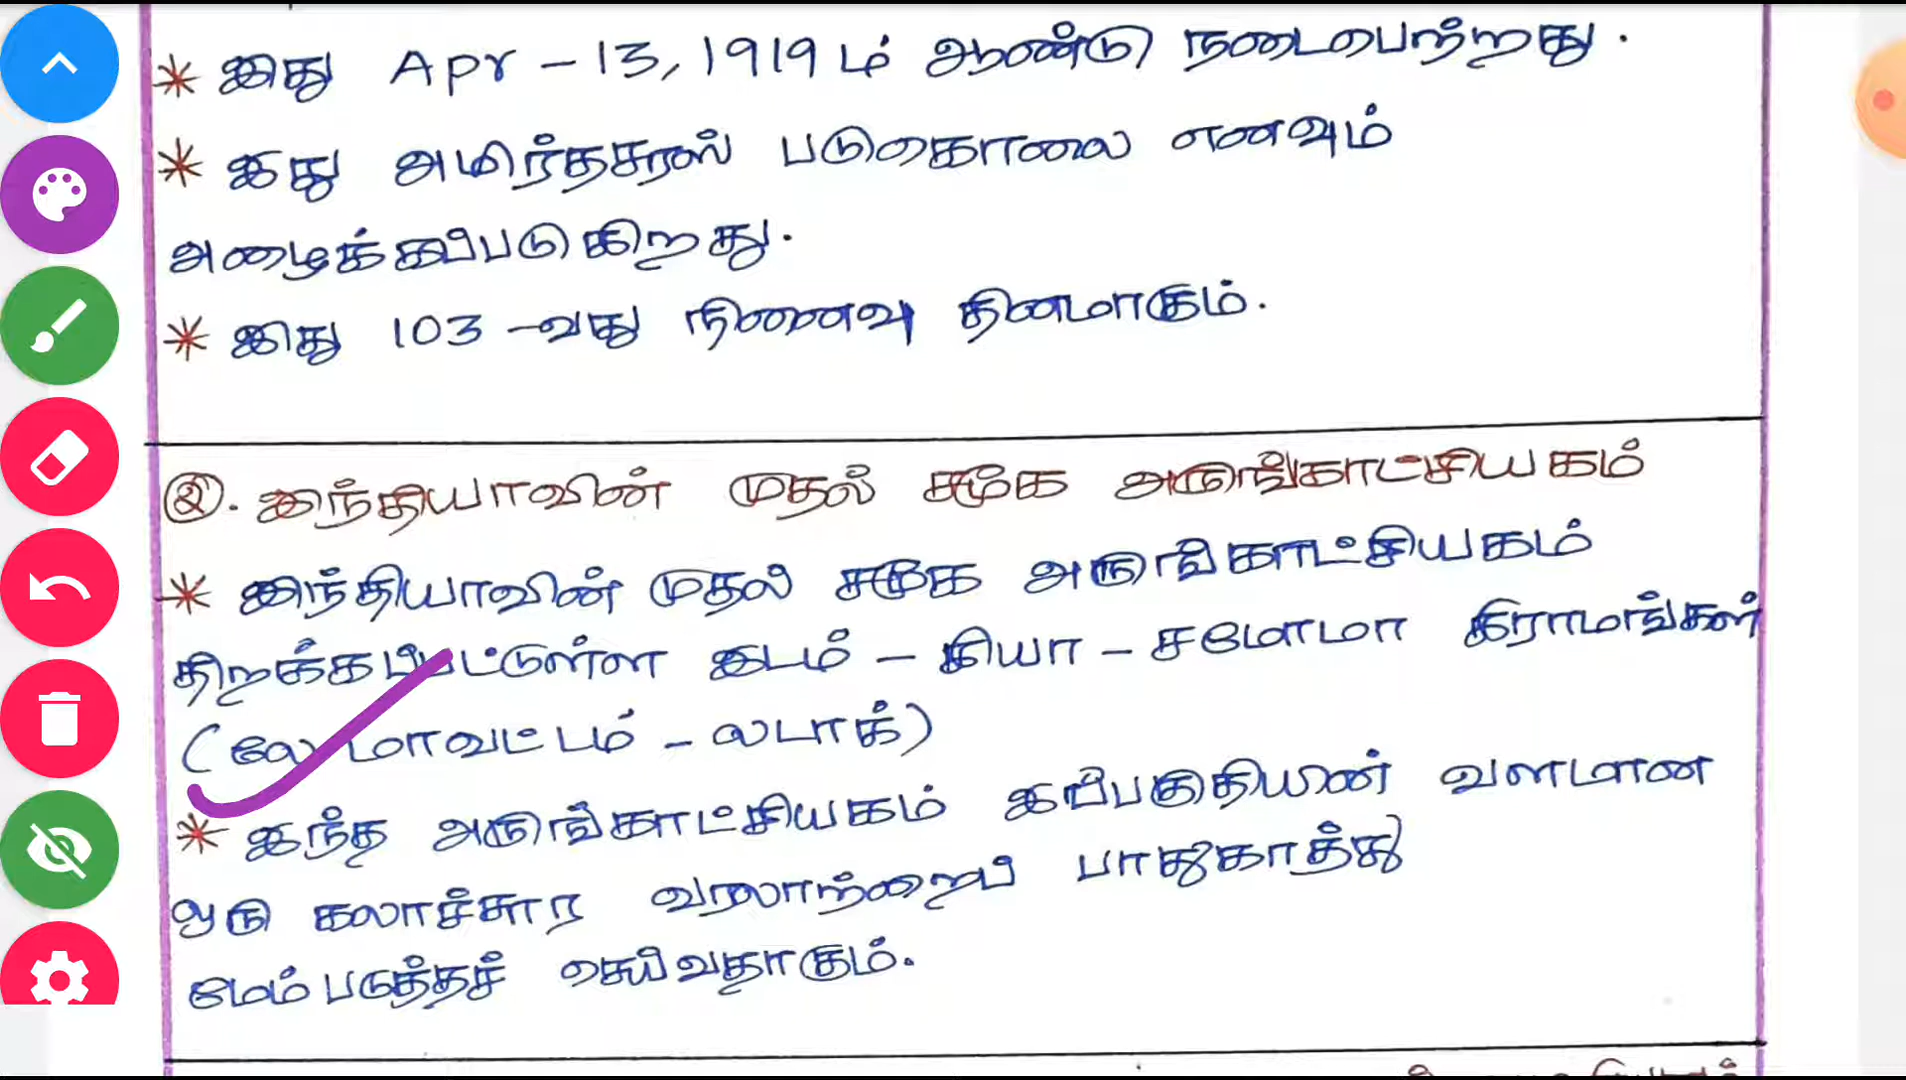 * இது Apr - 13, 1919 ம் ஆண்டு நடைபெற்றது.
* இது அமிர்தசரஸ் படுகொலை எனவும்
அழைக்கப்படுகிறது.
* இது 103 -வது நிணைவு தினமாகும்.
2. இந்தியாவின் முதல் சமூக அருங்காட்சியகம்
* இந்தியாவின் முதல் சமூக அருங்காட்சியகம்
திறக்கப்பட்டுள்ள இடம் - கியா - சமோமா கிராமங்கள்
(லே மாவட்டம் - லடாக்)
* இந்த அருங்காட்சியகம் இப்பகுதியின் வளமான
ஒரு கலாச்சார வரலாற்றைப் பாதுகாத்து
மேம்படுத்தச் செய்வதாகும்.